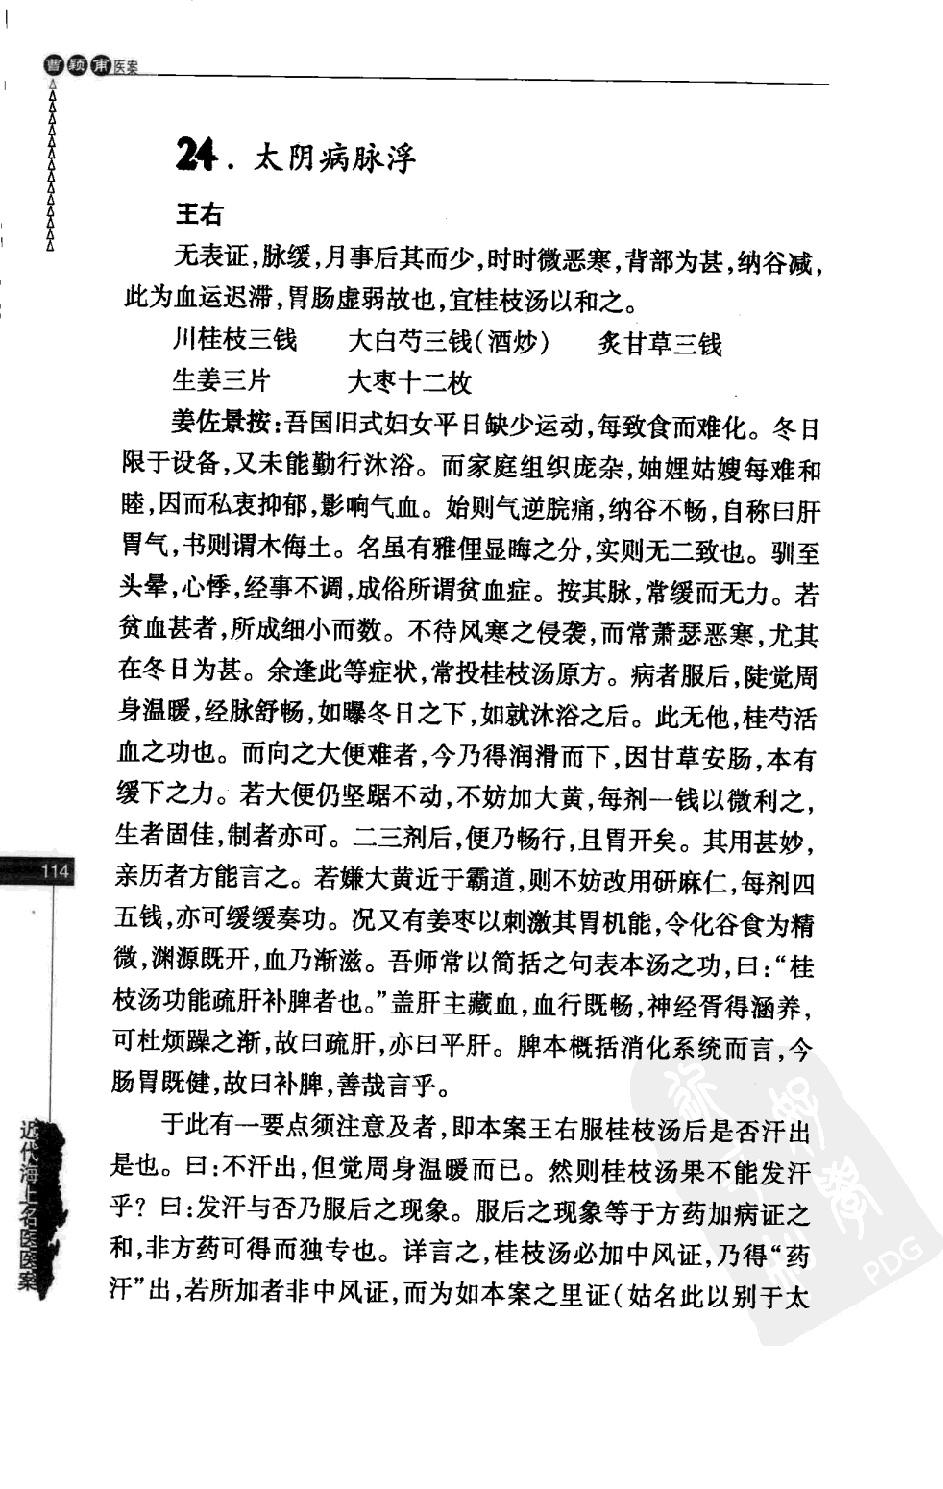 曹颖甫医案
24．太阴病脉浮
王右
无表证,脉缓,月事后其而少,时时微恶寒,背部为甚,纳谷减,
此为血运迟滞,胃肠虚弱故也,宜桂枝汤以和之。
川桂枝三钱 大白芍三钱(酒炒) 炙甘草三钱
生姜三片 大枣十二枚
姜佐景按:吾国旧式妇女平日缺少运动,每致食而难化。冬日
限于设备,又未能勤行沐浴。而家庭组织庞杂,妯娌姑嫂每难和
睦,因而私衷抑郁,影响气血。始则气逆脘痛,纳谷不畅,自称曰肝
胃气,书则谓木侮土。名虽有雅俚显晦之分,实则无二致也。驯至
头晕,心悸,经事不调,成俗所谓贫血症。按其脉,常缓而无力。若
贫血甚者,所成细小而数。不待风寒之侵袭,而常萧瑟恶寒,尤其
在冬日为甚。余逢此等症状,常投桂枝汤原方。病者服后,陡觉周
身温暖,经脉舒畅,如曝冬日之下,如就沐浴之后。此无他,桂芍活
血之功也。而向之大便难者,今乃得润滑而下,因甘草安肠,本有
缓下之力。若大便仍坚踞不动,不妨加大黄,每剂一钱以微利之,
生者固佳,制者亦可。二三剂后,便乃畅行,且胃开矣。其用甚妙,
亲历者方能言之。若嫌大黄近于霸道,则不妨改用研麻仁,每剂四
五钱,亦可缓缓奏功。况又有姜枣以刺激其胃机能,令化谷食为精
微,渊源既开,血乃渐滋。吾师常以简括之句表本汤之功,曰:“桂
枝汤功能疏肝补脾者也。”盖肝主藏血,血行既畅,神经胥得涵养,
可杜烦躁之渐,故曰疏肝,亦曰平肝。脾本概括消化系统而言,今
肠胃既健,故曰补脾,善哉言乎。
于此有一要点须注意及者,即本案王右服桂枝汤后是否汗出
是也。曰:不汗出,但觉周身温暖而已。然则桂枝汤果不能发汗
乎？曰:发汗与否乃服后之现象。服后之现象等于方药加病证之
和,非方药可得而独专也。详言之,桂枝汤必加中风证,乃得“药
汗”出,若所加者非中风证,而为如本案之里证(姑名此以别于太
114
近代海上名医医案
PDG